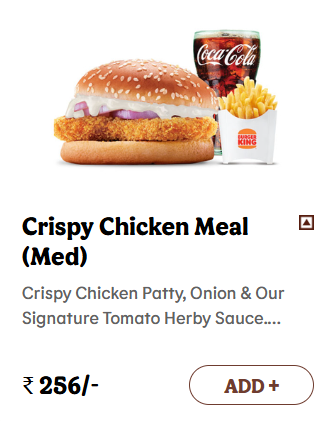 Coca-Cola
BURGER
KING
Crispy Chicken Meal
(Med)
Crispy Chicken Patty, Onion & Our
Signature Tomato Herby Sauce....
₹ 256/-
ADD +